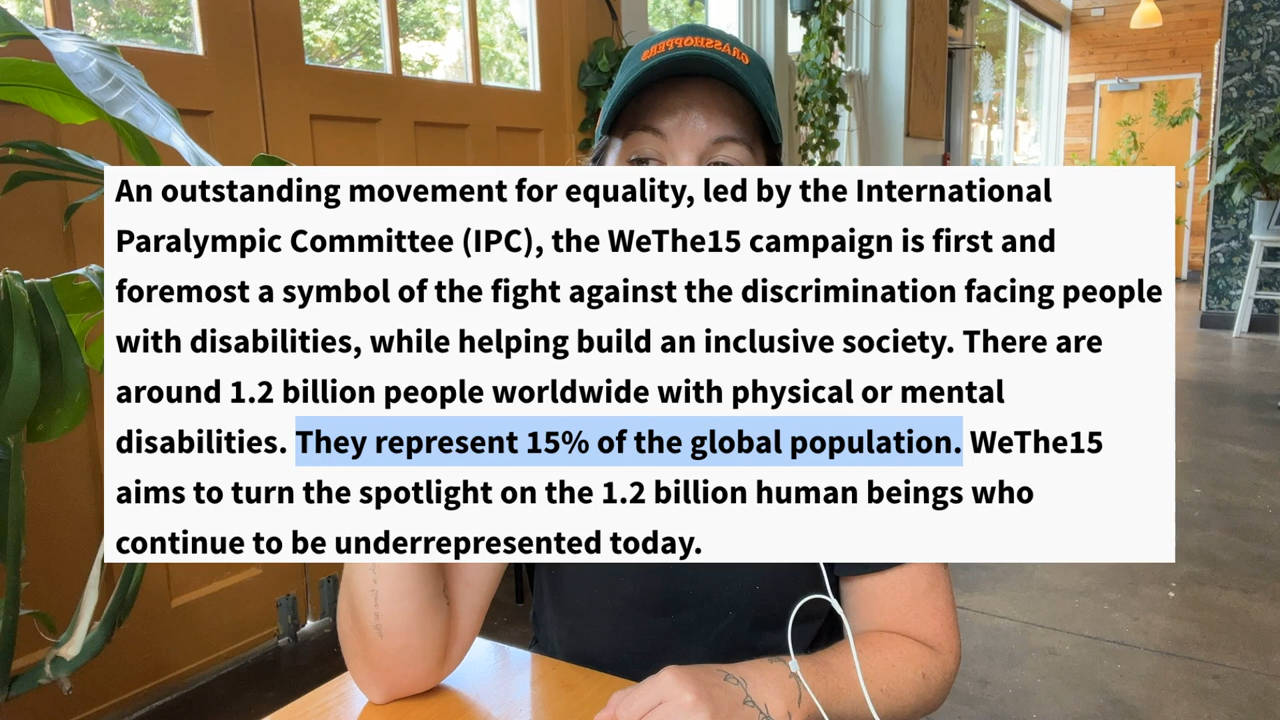 GRASSHOPPERS
An outstanding movement for equality, led by the International
Paralympic Committee (IPC), the WeThe15 campaign is first and
foremost a symbol of the fight against the discrimination facing people
with disabilities, while helping build an inclusive society. There are
around 1.2 billion people worldwide with physical or mental
disabilities. They represent 15% of the global population. WeThe15
aims to turn the spotlight on the 1.2 billion human beings who
continue to be underrepresented today.